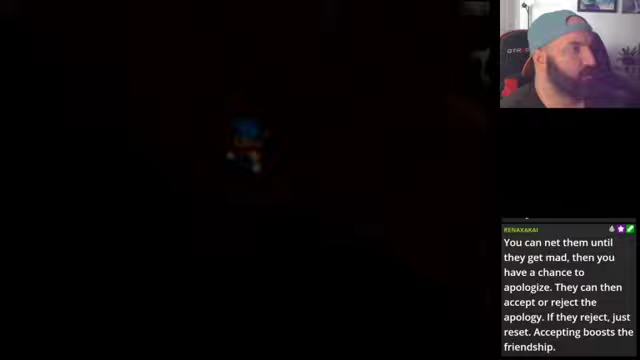 RENAXAKAI
You can net them until
they get mad, then you
have a chance to
apologize. They can then
accept or reject the
apology. If they reject, just
reset. Accepting boosts the
friendship.